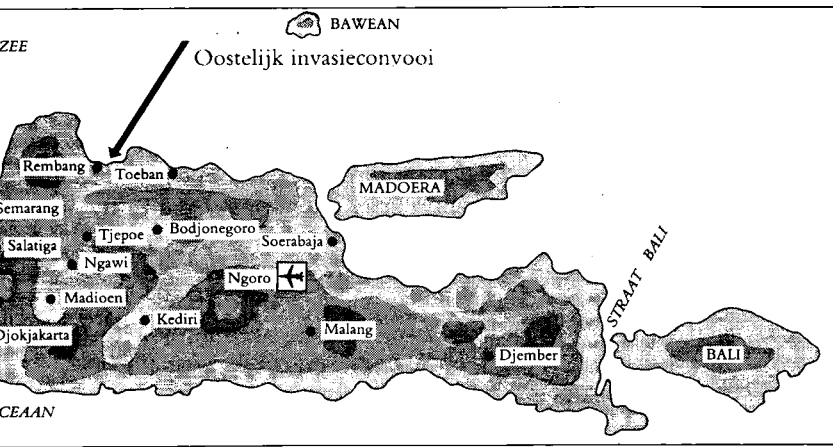 BAWEAN
ZEE
Oostelijk invasieconvooi
Rembang
Toeban
MADOERA
Semarang
Bodjonegoro
Tjepoe
Salatiga
Soerabaja
Ngawi
STRAAT BALI
Ngoro
Madioen
Kediri
Djokjakarta
Malang
Djember
BALI
CEAAN